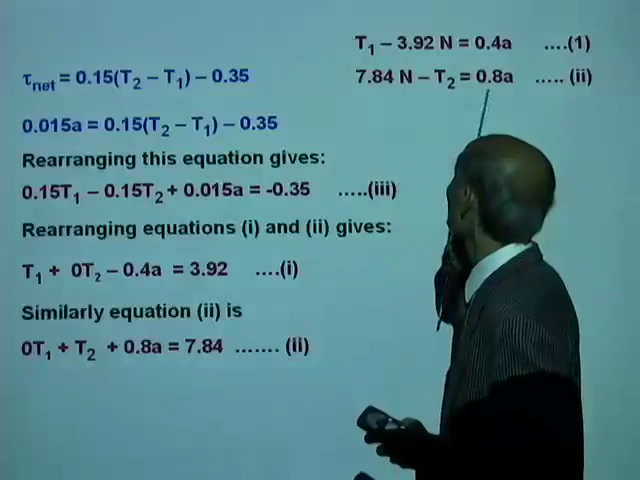 T₁ – 3.92 N = 0.4a ....(1)
7.84 N – T₂ = 0.8a ..... (ii)
τnet = 0.15(T₂ – T₁) – 0.35
0.015a = 0.15(T₂ – T₁) – 0.35
Rearranging this equation gives:
0.15T₁ – 0.15T₂ + 0.015a = -0.35 .....(iii)
Rearranging equations (i) and (ii) gives:
T₁ + 0T₂ – 0.4a = 3.92 ....(i)
Similarly equation (ii) is
0T₁ + T₂ + 0.8a = 7.84 ....... (ii)